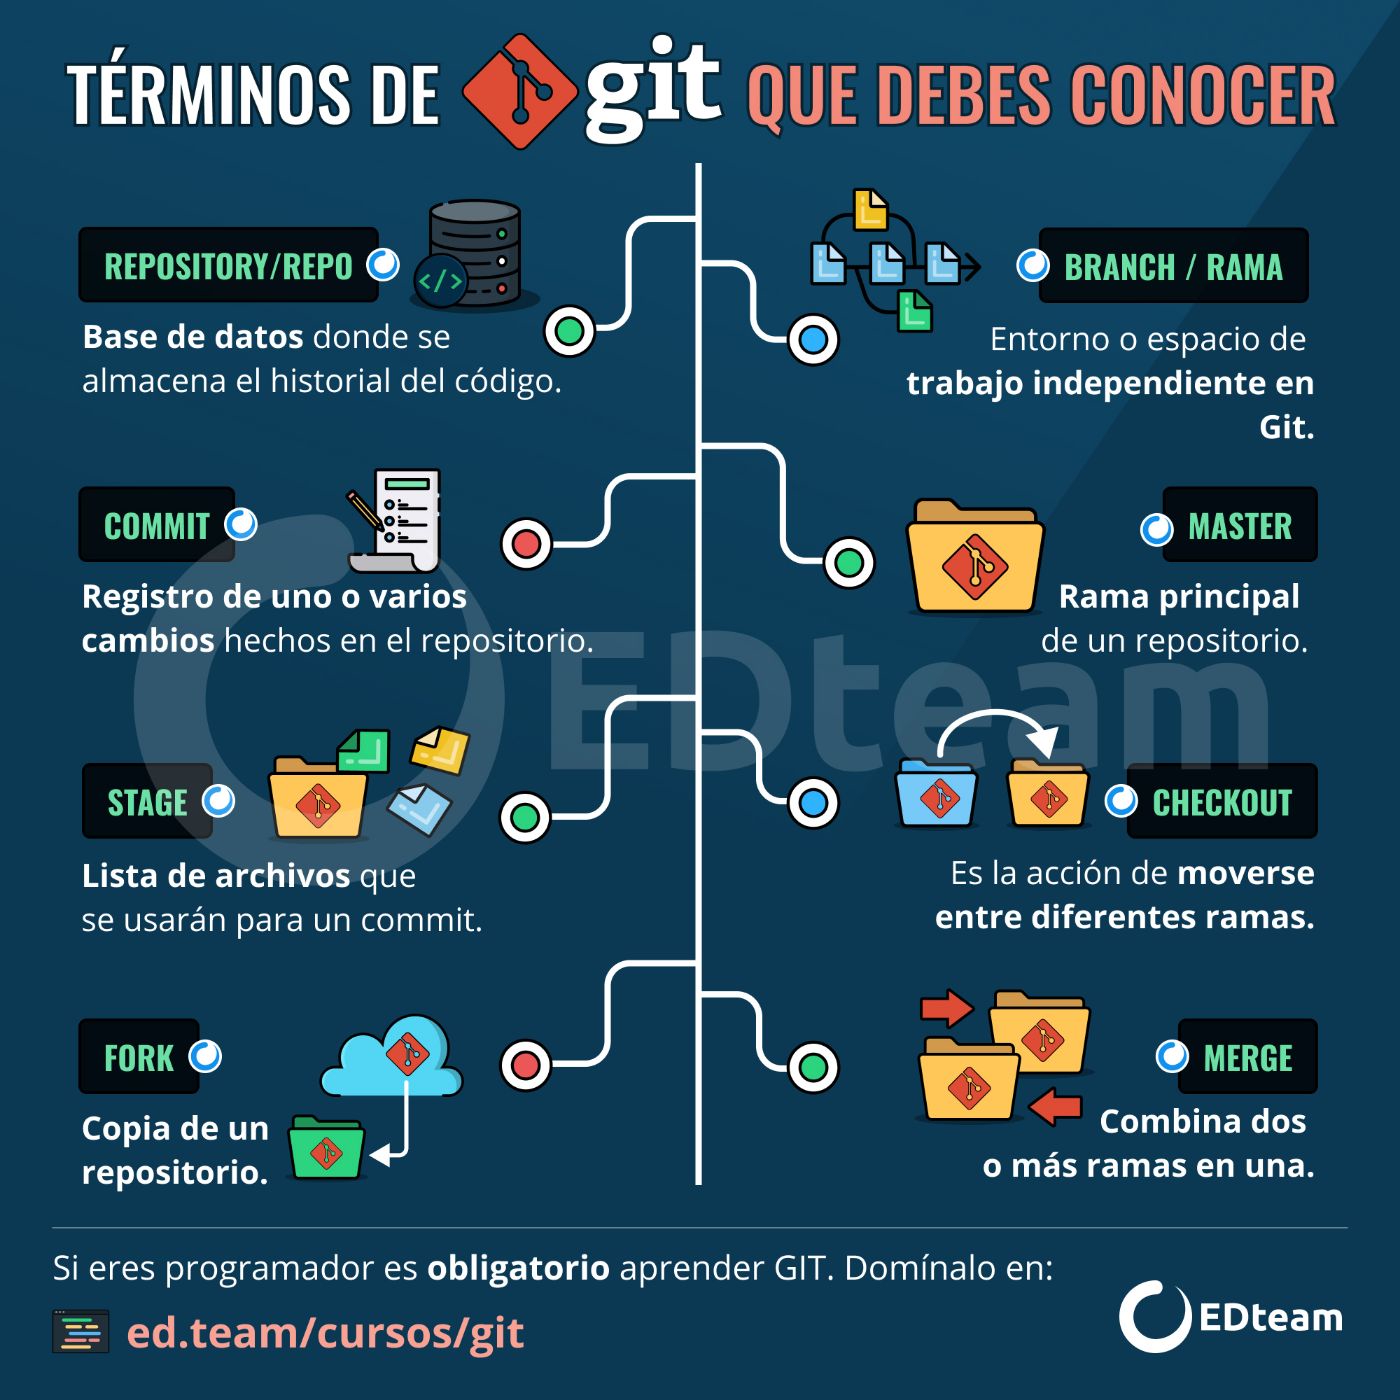 TÉRMINOS DE git QUE DEBES CONOCER
REPOSITORY/REPO
</>
Base de datos donde se
almacena el historial del código.
BRANCH / RAMA
Entorno o espacio de
trabajo independiente en
Git.
COMMIT
Registro de uno o varios
cambios hechos en el repositorio.
MASTER
Rama principal
de un repositorio.
EDteam
STAGE
Lista de archivos que
se usarán para un commit.
CHECKOUT
Es la acción de moverse
entre diferentes ramas.
FORK
Copia de un
repositorio.
MERGE
Combina dos
o más ramas en una.
Si eres programador es obligatorio aprender GIT. Domínalo en:
ed.team/cursos/git
EDteam